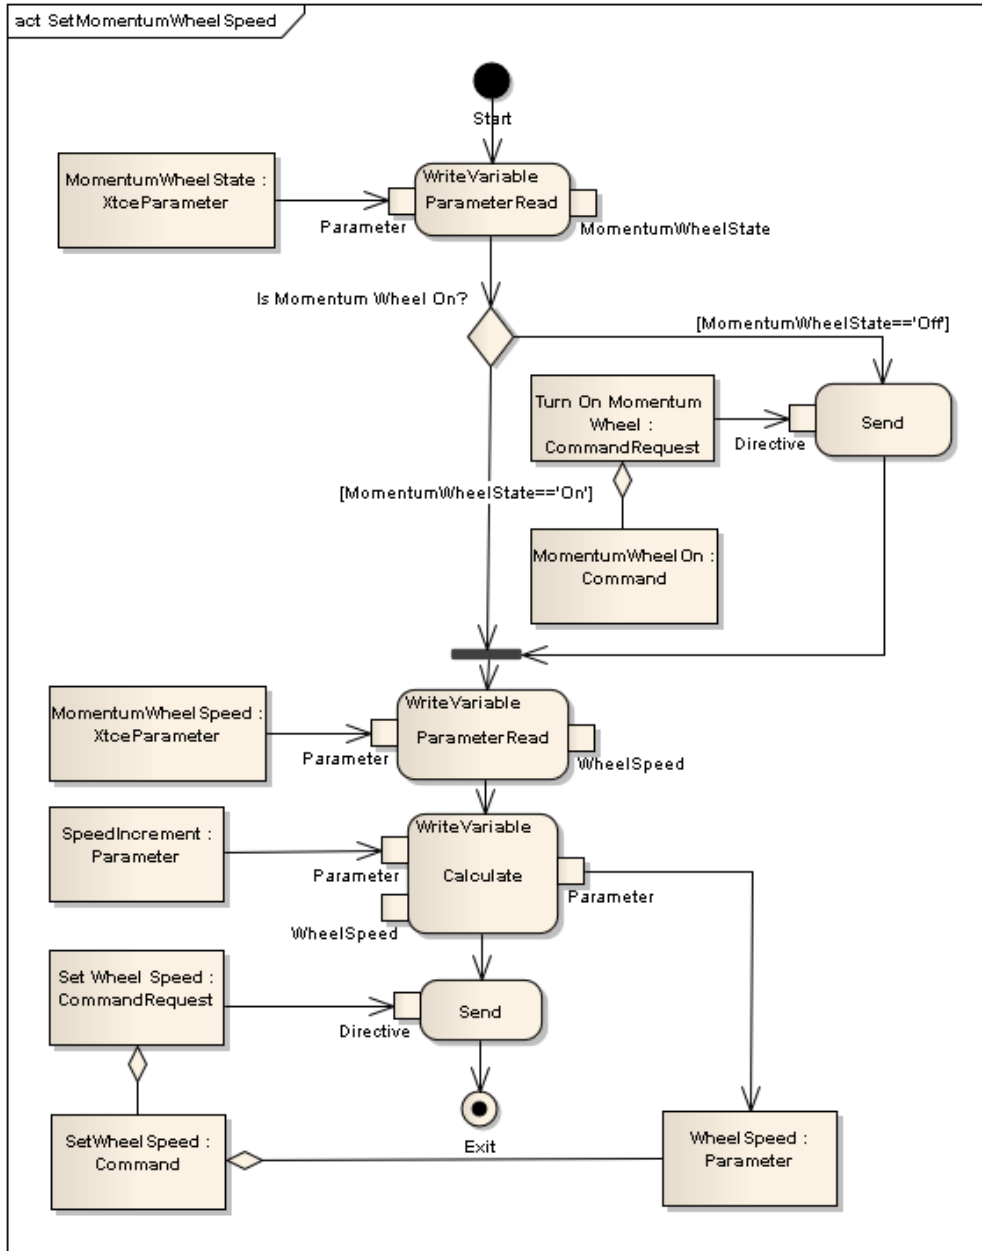 act SetMomentumWheelSpeed
Start
MomentumWheelState :
XtceParameter
Parameter
WriteVariable
ParameterRead
MomentumWheelState
Is Momentum Wheel On?
[MomentumWheelState=='Off']
Turn On Momentum
Wheel :
CommandRequest
Directive
Send
[MomentumWheelState=='On']
MomentumWheelOn :
Command
MomentumWheelSpeed :
XtceParameter
Parameter
WriteVariable
ParameterRead
WheelSpeed
SpeedIncrement :
Parameter
Parameter
WheelSpeed
WriteVariable
Calculate
Parameter
Set Wheel Speed :
CommandRequest
Directive
Send
Exit
SetWheelSpeed :
Command
WheelSpeed :
Parameter